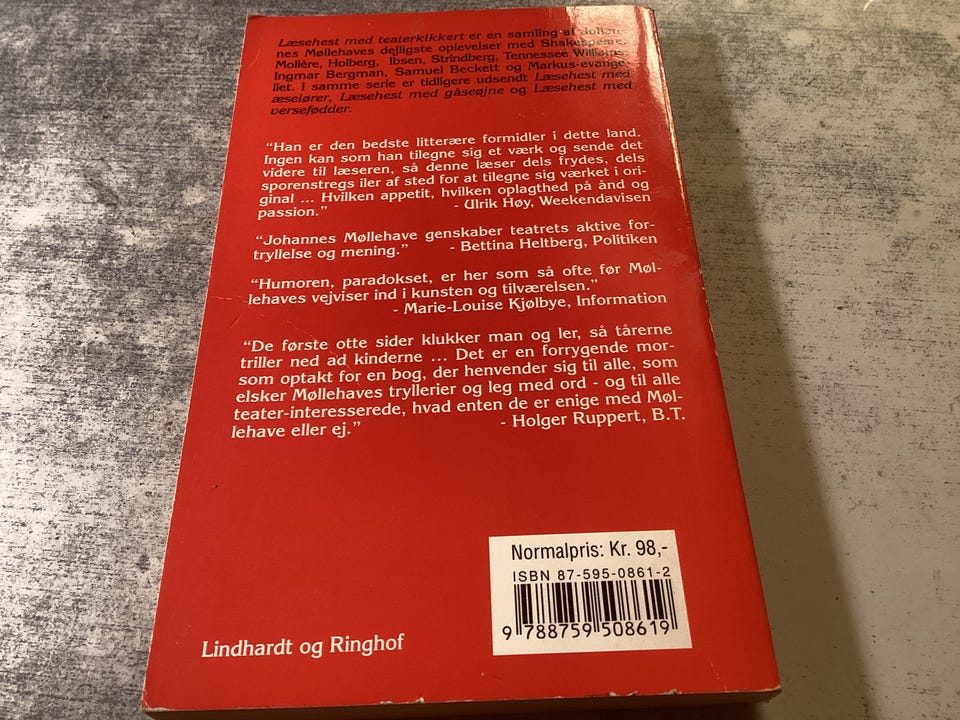 Læsehest med teaterkikkert er en samling af Johan-
nes Møllehaves dejligste oplevelser med Shakespeare,
Molière, Holberg, Ibsen, Strindberg, Tennessee Williams,
Ingmar Bergman, Samuel Beckett og Markus-evange-
liet. I samme serie er tidligere udsendt Læsehest med
æselører, Læsehest med gåseøjne og Læsehest med
versefødder.
“Han er den bedste litterære formidler i dette land.
Ingen kan som han tilegne sig et værk og sende det
videre til læseren, så denne læser dels frydes, dels
sporenstregs iler af sted for at tilegne sig værket i ori-
ginal ... Hvilken appetit, hvilken oplagthed på ånd og
passion.” - Ulrik Høy, Weekendavisen
“Johannes Møllehave genskaber teatrets aktive for-
tryllelse og mening.” - Bettina Heltberg, Politiken
“Humoren, paradokset, er her som så ofte før Møl-
lehaves vejviser ind i kunsten og tilværelsen.”
- Marie-Louise Kjølbye, Information
“De første otte sider klukker man og ler, så tårerne
triller ned ad kinderne ... Det er en forrygende mor-
som optakt for en bog, der henvender sig til alle, som
elsker Møllehaves tryllerier og leg med ord - og til alle
teater-interesserede, hvad enten de er enige med Møl-
lehave eller ej.” - Holger Ruppert, B.T.
Normalpris: Kr. 98,-
ISBN 87-595-0861-2
9 788759 508619
Lindhardt og Ringhof